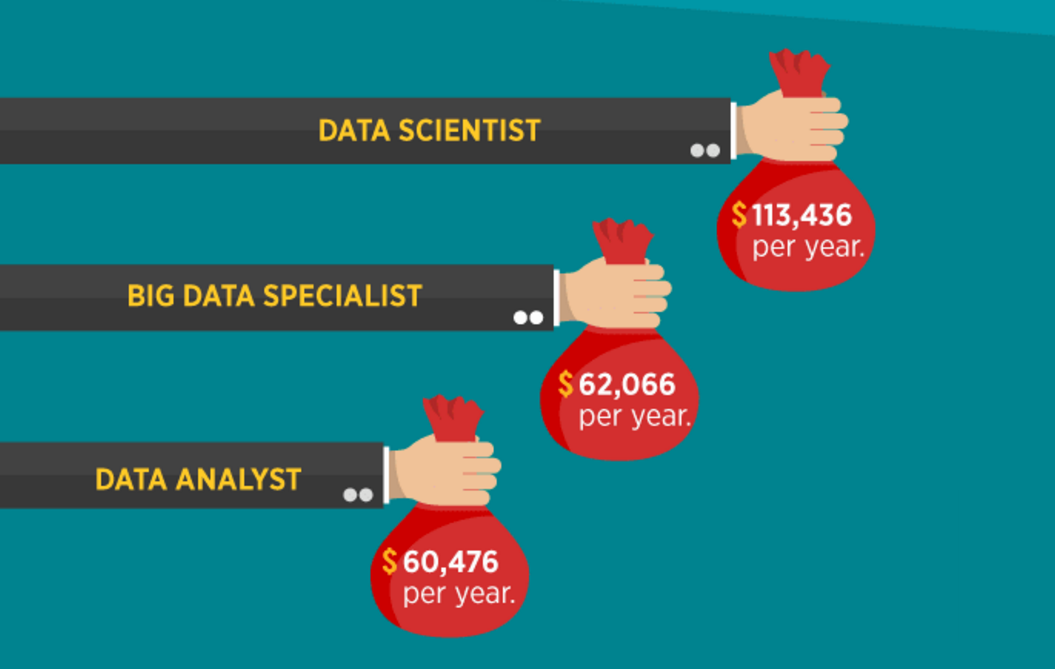 DATA SCIENTIST
$ 113,436
per year.
BIG DATA SPECIALIST
$ 62,066
per year.
DATA ANALYST
$ 60,476
per year.